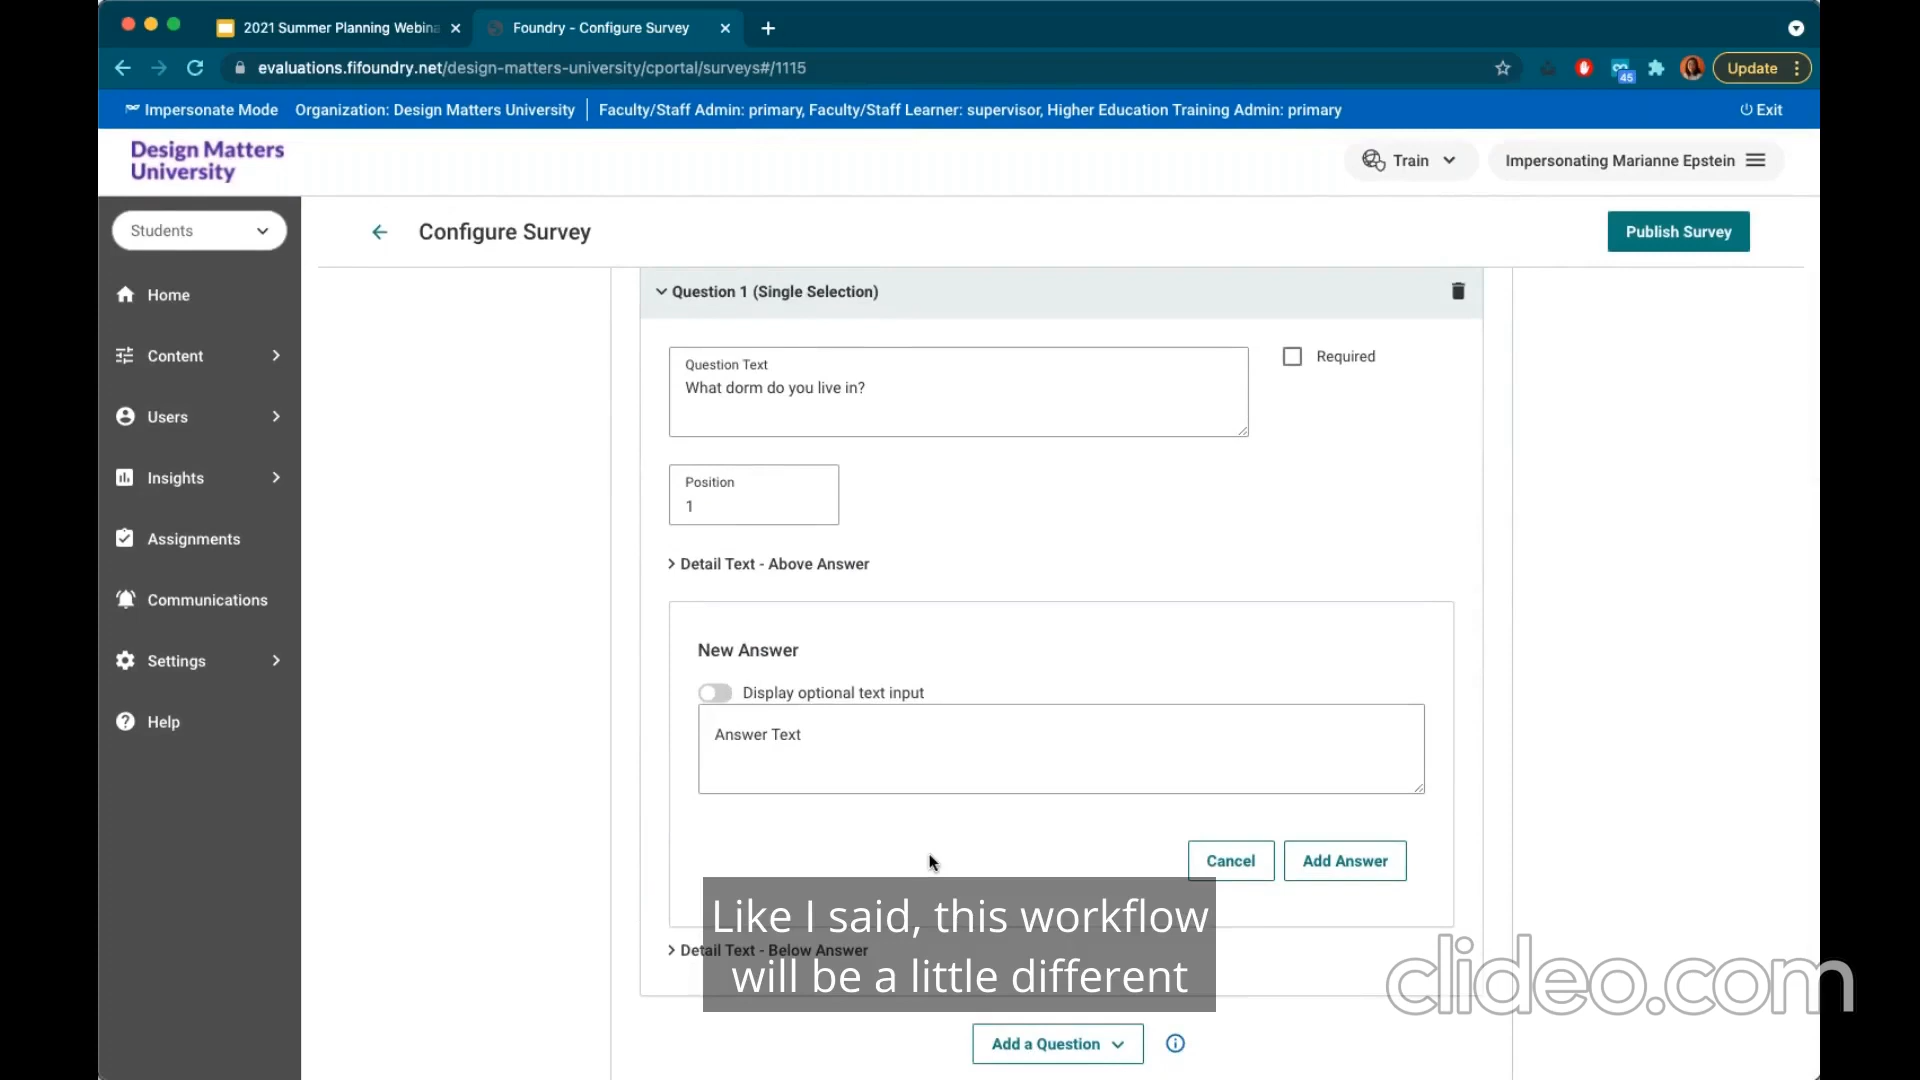 2021 Summer Planning Webina
Foundry - Configure Survey
evaluations.fifoundry.net/design-matters-university/cportal/surveys#/1115
45
Update
Impersonate Mode Organization: Design Matters University Faculty/Staff Admin: primary, Faculty/Staff Learner: supervisor, Higher Education Training Admin: primary Exit
Design Matters
University
Train
Impersonating Marianne Epstein
Students
Configure Survey
Publish Survey
Home
Content
Users
Insights
Assignments
Communications
Settings
Help
Question 1 (Single Selection)
Question Text
What dorm do you live in?
Required
Position
1
Detail Text - Above Answer
New Answer
Display optional text input
Answer Text
Cancel
Add Answer
Like I said, this workflow
Detail Text - Below Answer
will be a little different
clideo.com
Add a Question